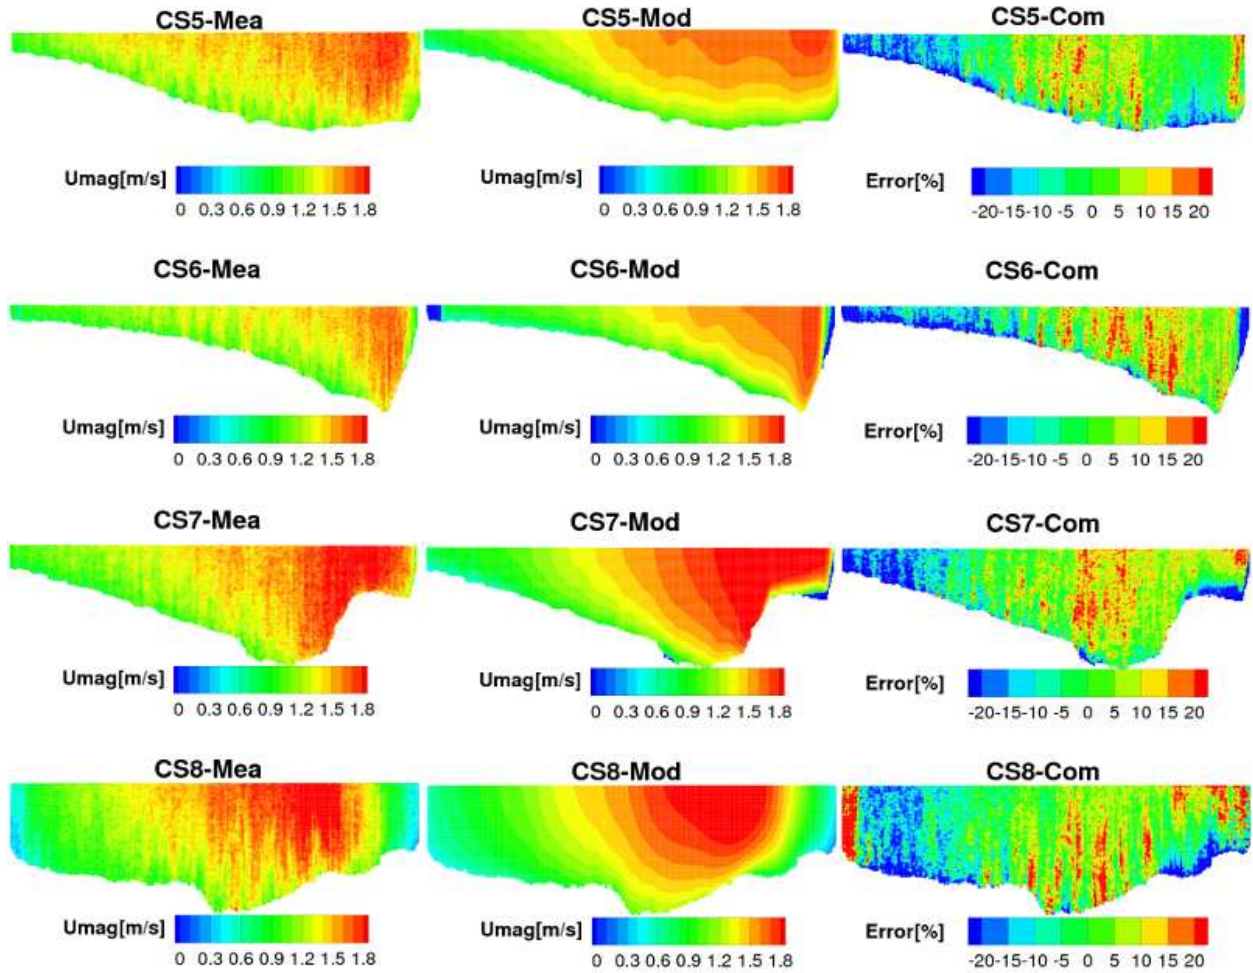 CS5-Mea CS5-Mod CS5-Com
Umag[m/s] Umag[m/s] Error[%]
0 0.3 0.6 0.9 1.2 1.5 1.8 0 0.3 0.6 0.9 1.2 1.5 1.8 -20 -15 -10 -5 0 5 10 15 20
CS6-Mea CS6-Mod CS6-Com
Umag[m/s] Umag[m/s] Error[%]
0 0.3 0.6 0.9 1.2 1.5 1.8 0 0.3 0.6 0.9 1.2 1.5 1.8 -20 -15 -10 -5 0 5 10 15 20
CS7-Mea CS7-Mod CS7-Com
Umag[m/s] Umag[m/s] Error[%]
0 0.3 0.6 0.9 1.2 1.5 1.8 0 0.3 0.6 0.9 1.2 1.5 1.8 -20 -15 -10 -5 0 5 10 15 20
CS8-Mea CS8-Mod CS8-Com
Umag[m/s] Umag[m/s] Error[%]
0 0.3 0.6 0.9 1.2 1.5 1.8 0 0.3 0.6 0.9 1.2 1.5 1.8 -20 -15 -10 -5 0 5 10 15 20